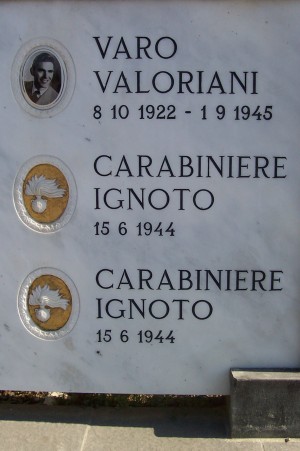 VARO
VALORIANI
8 10 1922 - 1 9 1945
CARABINIERE
IGNOTO
15 6 1944
CARABINIERE
IGNOTO
15 6 1944